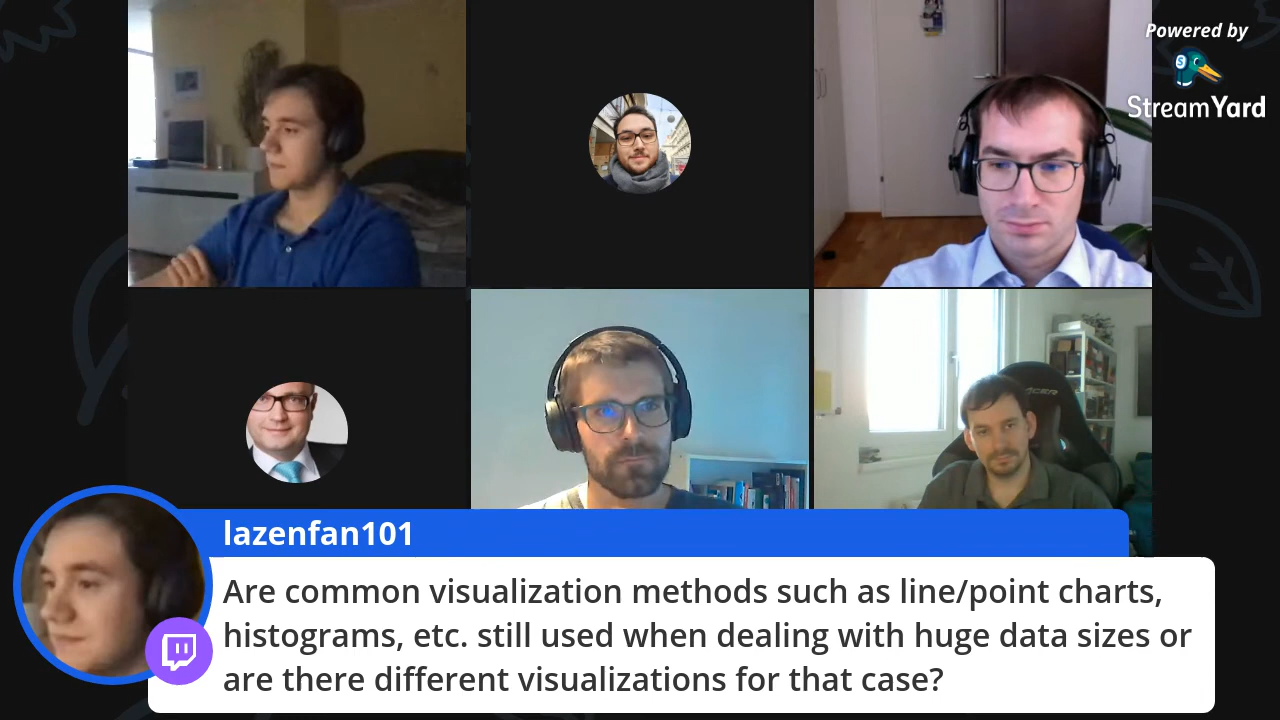 Powered by
StreamYard
lazenfan101
Are common visualization methods such as line/point charts,
histograms, etc. still used when dealing with huge data sizes or
are there different visualizations for that case?